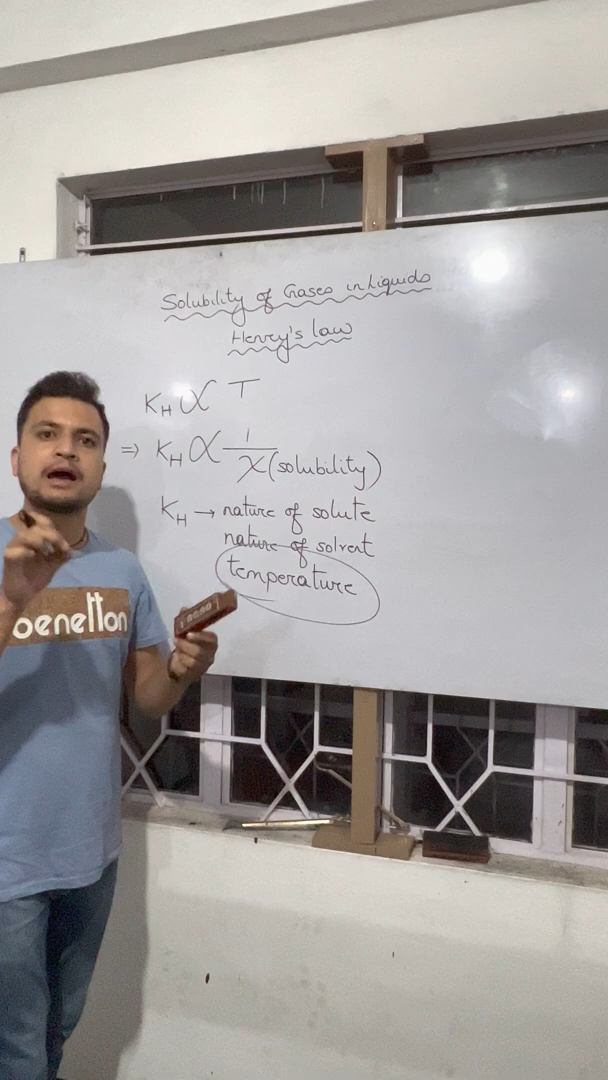 Solubility of Gases in Liquids
Henry's law
K_H ∝ T
⇒ K_H ∝ 1/χ (solubility)
K_H → nature of solute
nature of solvent
temperature
benetton